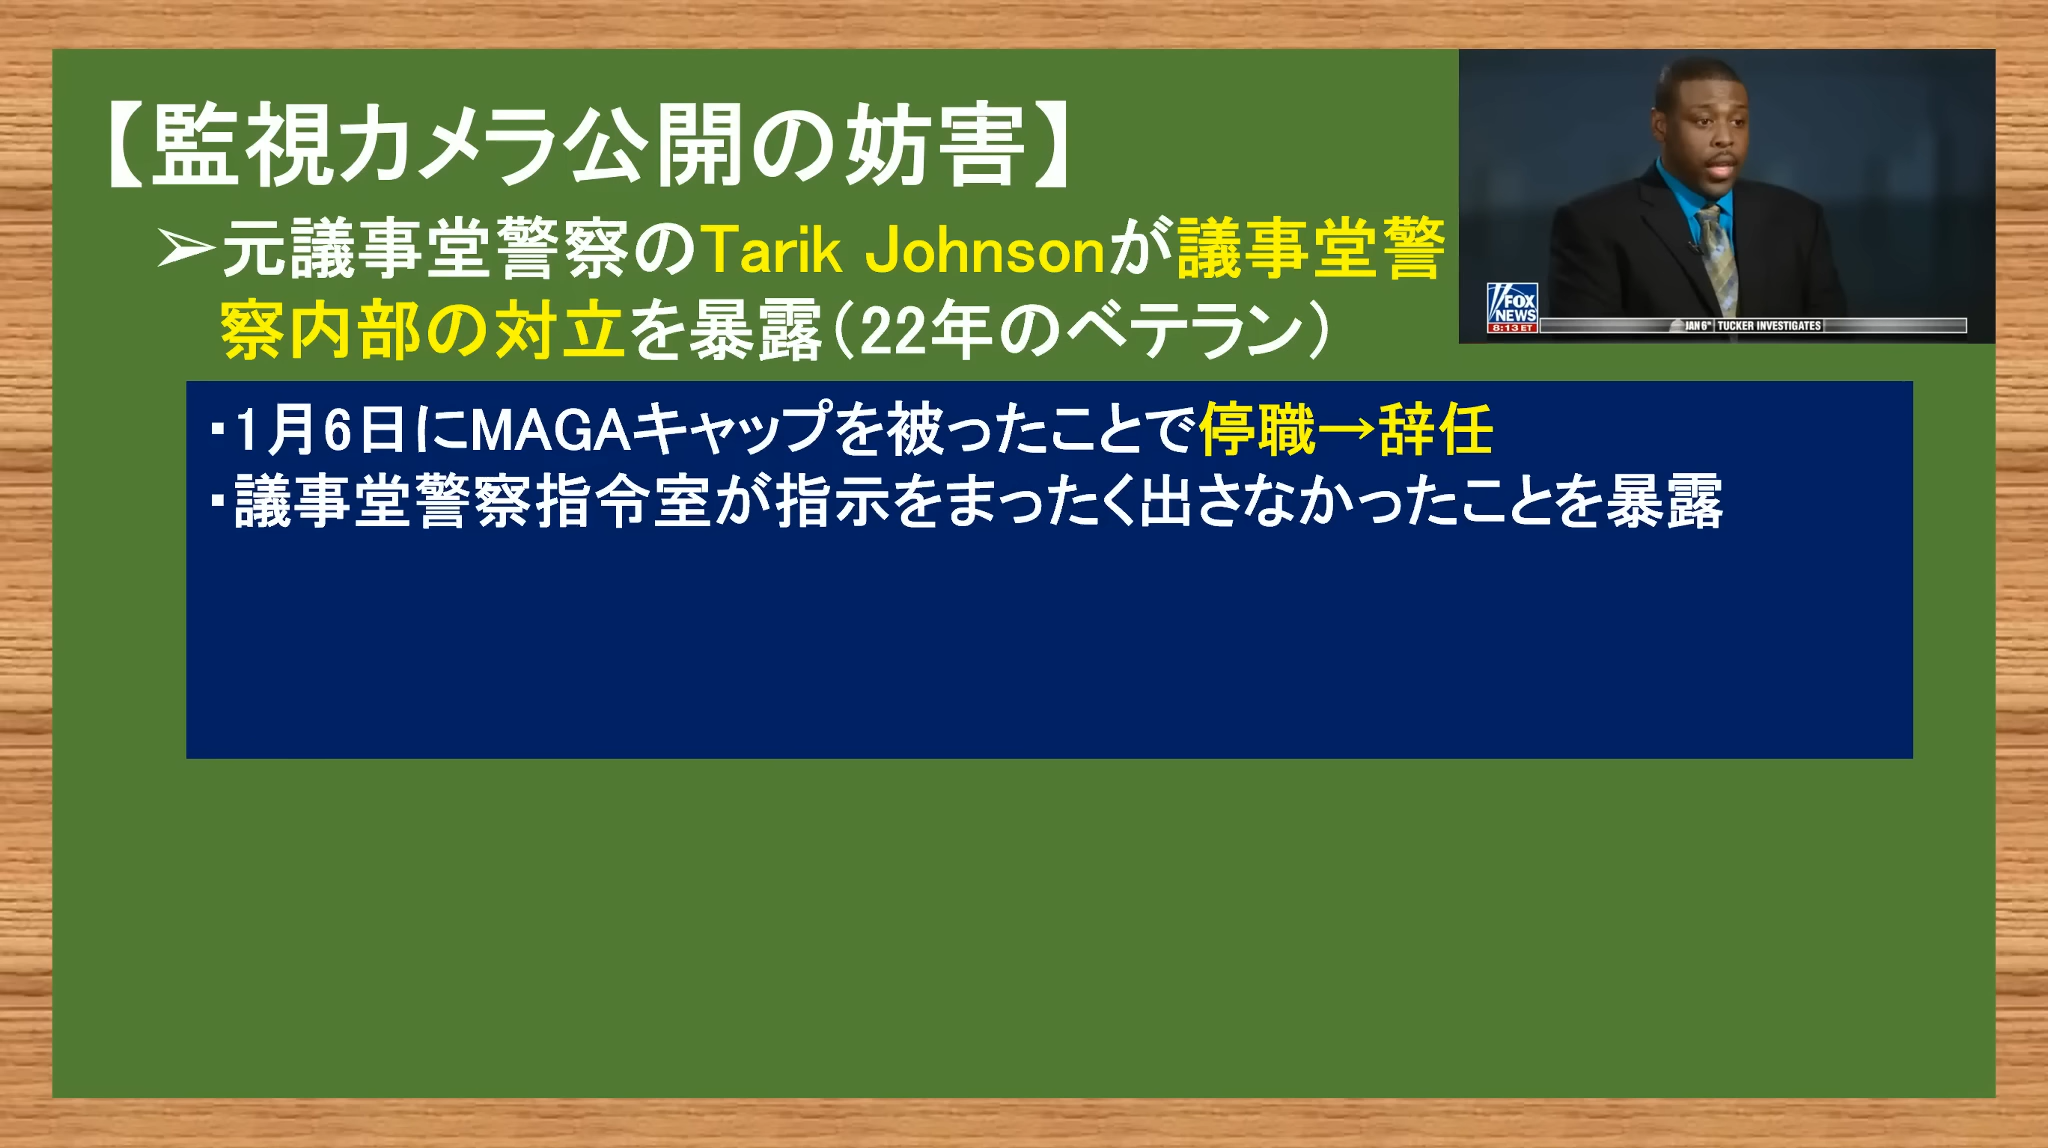 【監視カメラ公開の妨害】
➢元議事堂警察のTarik Johnsonが議事堂警
察内部の対立を暴露（22年のベテラン）
・1月6日にMAGAキャップを被ったことで停職→辞任
・議事堂警察指令室が指示をまったく出さなかったことを暴露
FOX
NEWS
8:13 ET
JAN 6TH TUCKER INVESTIGATES